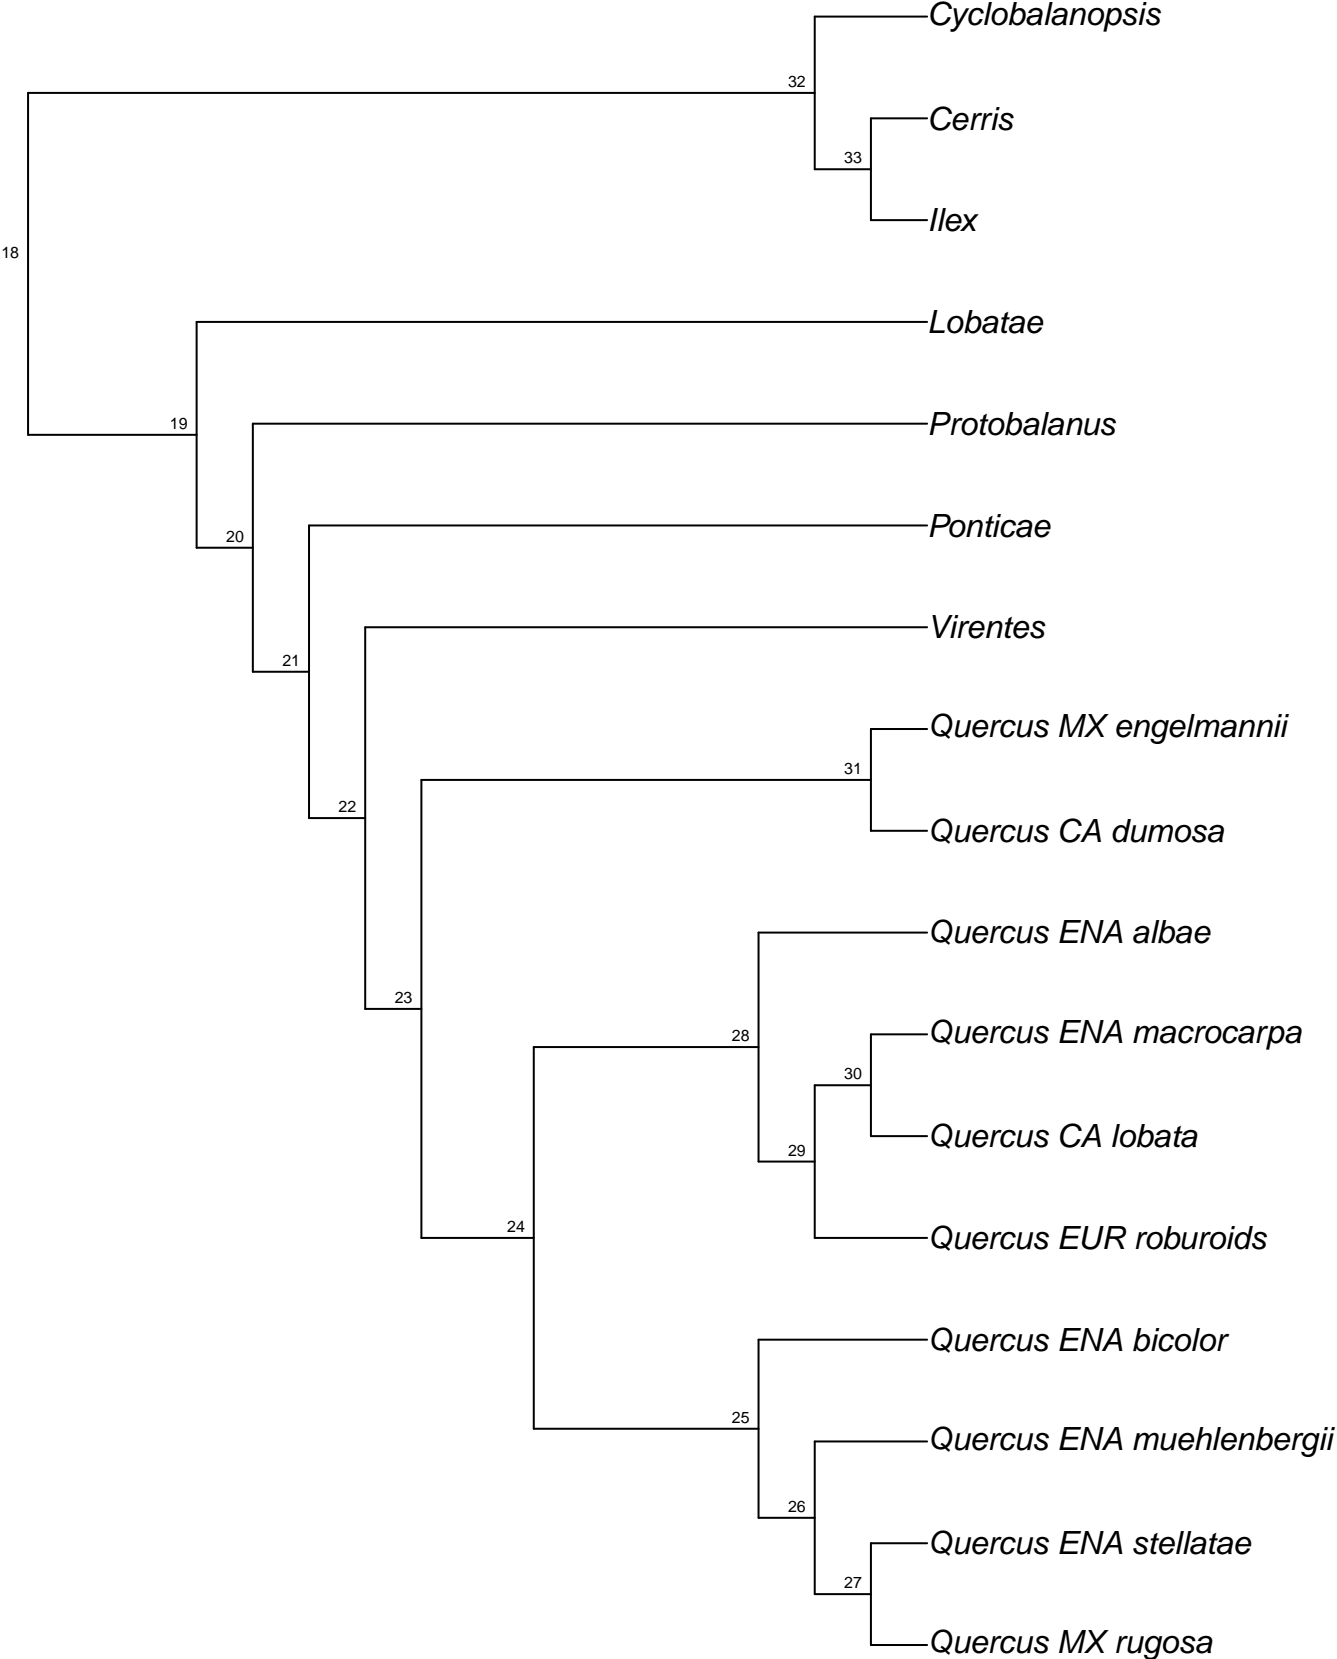 Cyclobalanopsis
32
Cerris
33
Ilex
18
Lobatae
19
Protobalanus
20
Ponticae
21
Virentes
22
Quercus MX engelmannii
31
Quercus CA dumosa
23
Quercus ENA albae
28
Quercus ENA macrocarpa
30
Quercus CA lobata
29
24
Quercus EUR roburoids
Quercus ENA bicolor
25
Quercus ENA muehlenbergii
26
Quercus ENA stellatae
27
Quercus MX rugosa